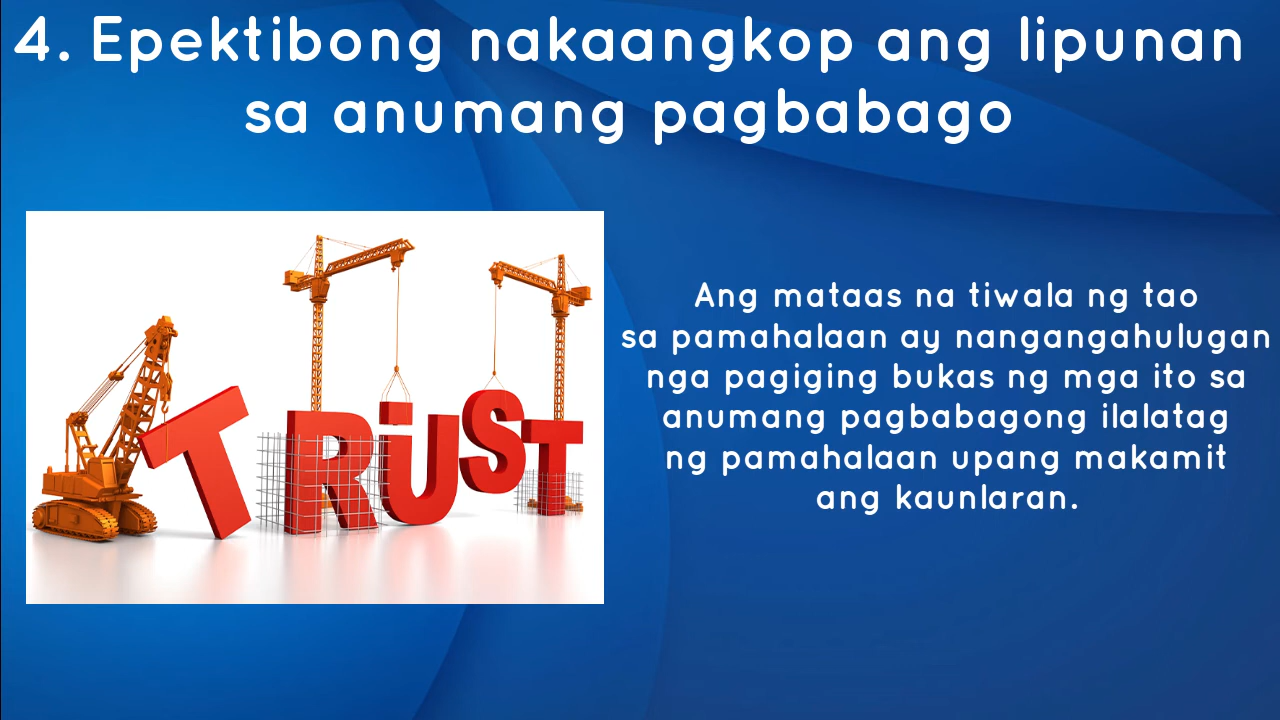 4. Epektibong nakaangkop ang lipunan
sa anumang pagbabago
TRUST
Ang mataas na tiwala ng tao
sa pamahalaan ay nangangahulugan
nga pagiging bukas ng mga ito sa
anumang pagbabagong ilalatag
ng pamahalaan upang makamit
ang kaunlaran.